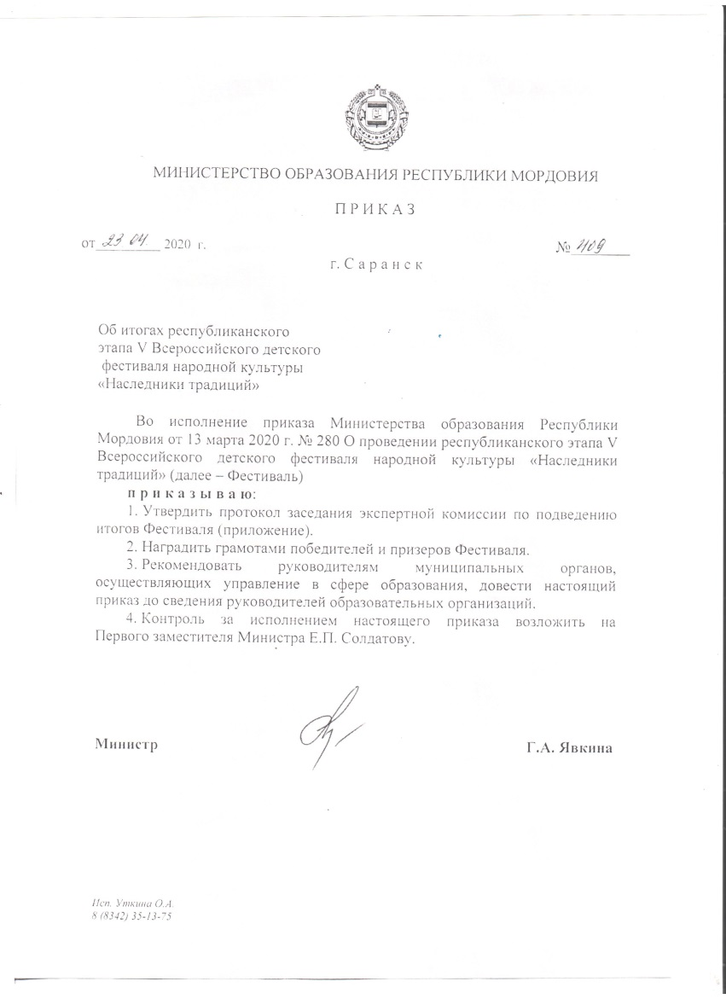 МИНИСТЕРСТВО ОБРАЗОВАНИЯ РЕСПУБЛИКИ МОРДОВИЯ
П Р И К А З
от 23 04. 2020 г. № 409
г. С а р а н с к
Об итогах республиканского
этапа V Всероссийского детского
фестиваля народной культуры
«Наследники традиций»
Во исполнение приказа Министерства образования Республики
Мордовия от 13 марта 2020 г. № 280 О проведении республиканского этапа V
Всероссийского детского фестиваля народной культуры «Наследники
традиций» (далее – Фестиваль)
п р и к а з ы в а ю:
1. Утвердить протокол заседания экспертной комиссии по подведению
итогов Фестиваля (приложение).
2. Наградить грамотами победителей и призеров Фестиваля.
3. Рекомендовать руководителям муниципальных органов,
осуществляющих управление в сфере образования, довести настоящий
приказ до сведения руководителей образовательных организаций.
4. Контроль за исполнением настоящего приказа возложить на
Первого заместителя Министра Е.П. Солдатову.
Министр Г.А. Явкина
Исп. Уткина О.А.
8 (8342) 35-13-75